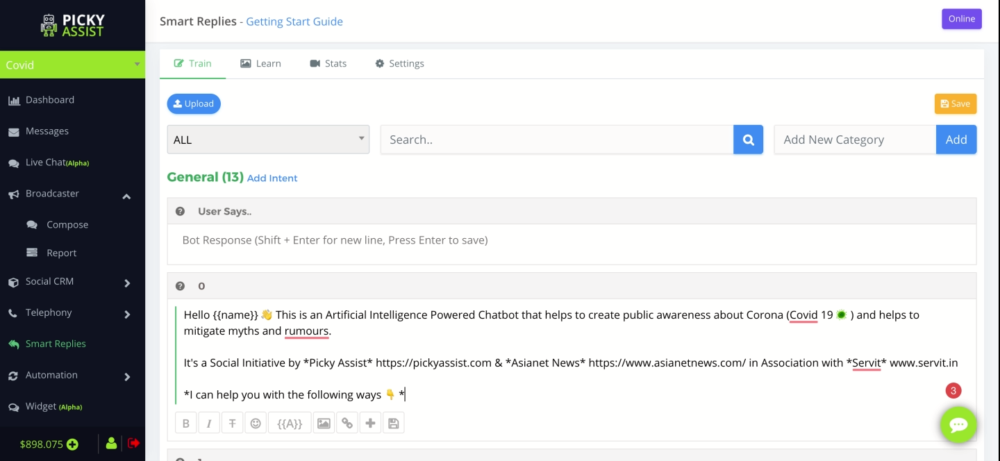 PICKY
ASSIST
Smart Replies - Getting Start Guide
Online
Covid
Train
Learn
Stats
Settings
Dashboard
Messages
Live Chat(Alpha)
Broadcaster
Compose
Report
Social CRM
Telephony
Smart Replies
Automation
Widget (Alpha)
$898.075
Upload
Save
ALL
Search..
Add New Category
Add
General (13) Add Intent
User Says..
Bot Response (Shift + Enter for new line, Press Enter to save)
0
Hello {{name}} 👋 This is an Artificial Intelligence Powered Chatbot that helps to create public awareness about Corona (Covid 19 ) and helps to
mitigate myths and rumours.
It's a Social Initiative by *Picky Assist* https://pickyassist.com & *Asianet News* https://www.asianetnews.com/ in Association with *Servit* www.servit.in
*I can help you with the following ways 👇 *
B
I
T
{{A}}
3